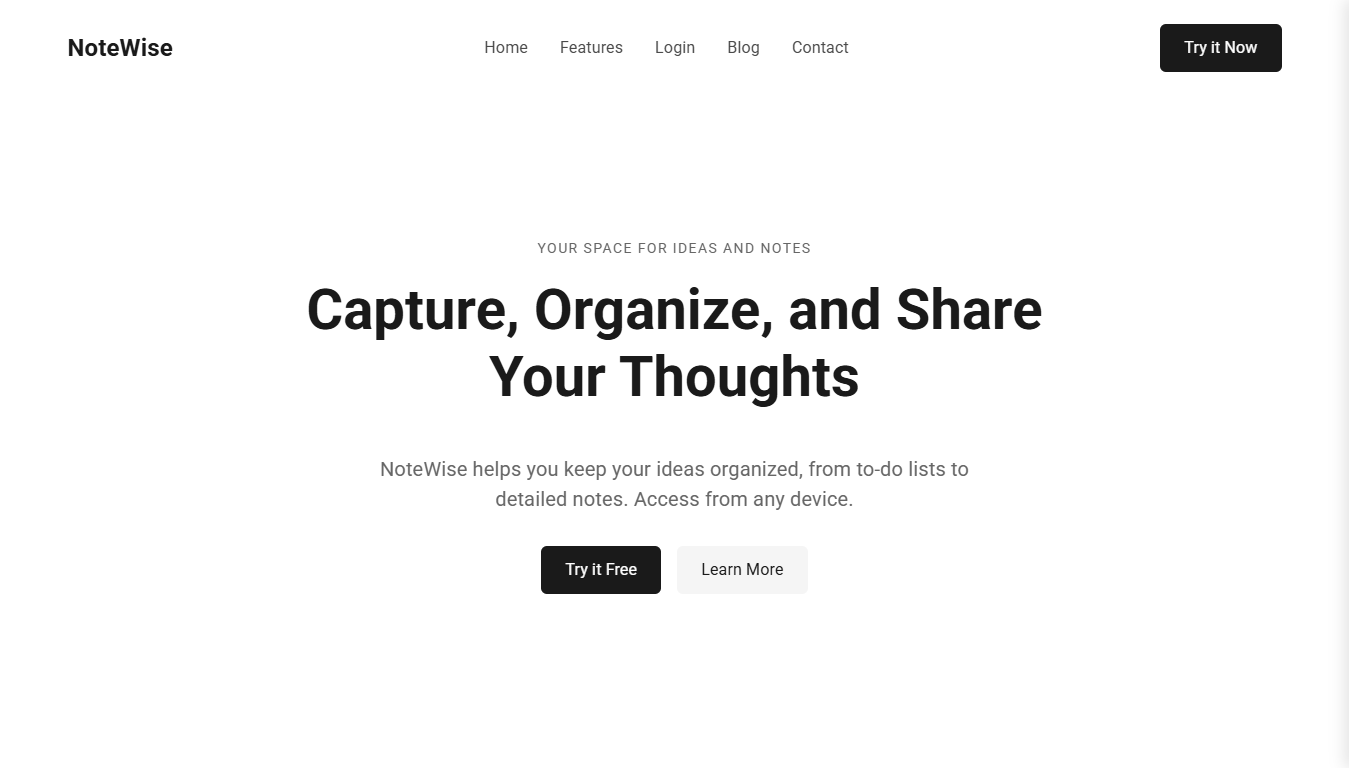 NoteWise
Home Features Login Blog Contact
Try it Now
YOUR SPACE FOR IDEAS AND NOTES
Capture, Organize, and Share
Your Thoughts
NoteWise helps you keep your ideas organized, from to-do lists to
detailed notes. Access from any device.
Try it Free
Learn More